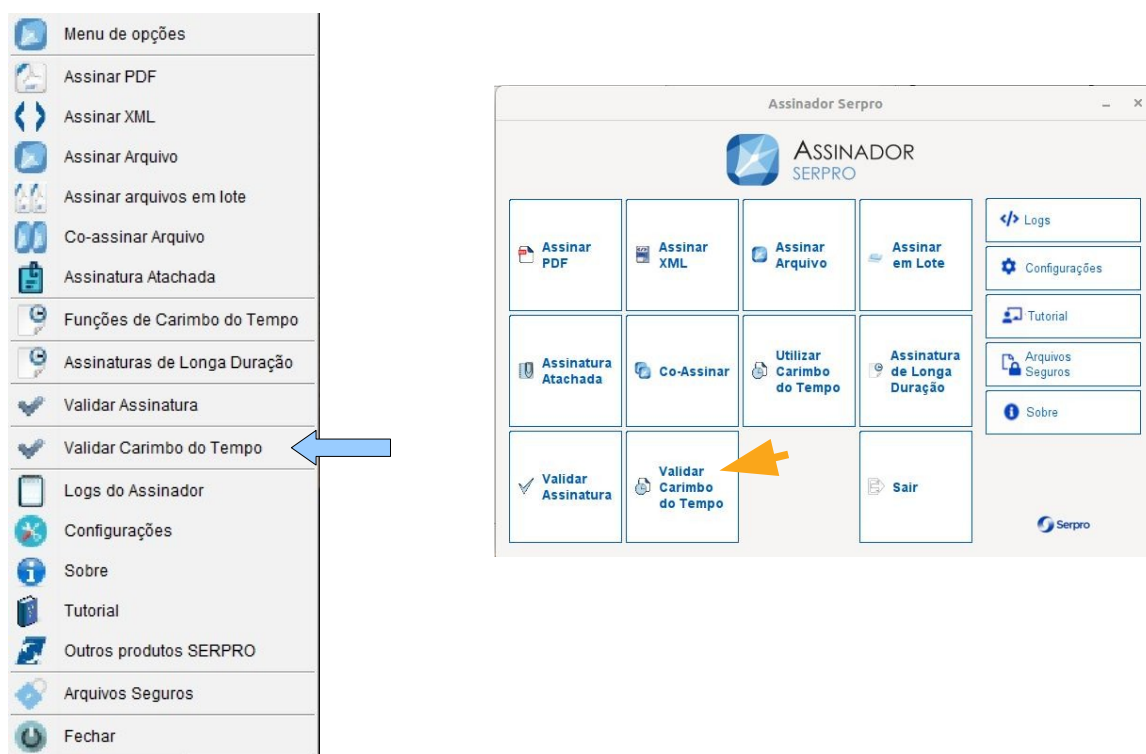 Menu de opções
Assinar PDF
Assinar XML
Assinar Arquivo
Assinar arquivos em lote
Co-assinar Arquivo
Assinatura Atachada
Funções de Carimbo do Tempo
Assinaturas de Longa Duração
Validar Assinatura
Validar Carimbo do Tempo
Logs do Assinador
Configurações
Sobre
Tutorial
Outros produtos SERPRO
Arquivos Seguros
Fechar
Assinador Serpro
ASSINADOR
SERPRO
Assinar
PDF
Assinar
XML
Assinar
Arquivo
Assinar
em Lote
Assinatura
Atachada
Co-Assinar
Utilizar
Carimbo
do Tempo
Assinatura
de Longa
Duração
Validar
Assinatura
Validar
Carimbo
do Tempo
Sair
Logs
Configurações
Tutorial
Arquivos
Seguros
Sobre
Serpro